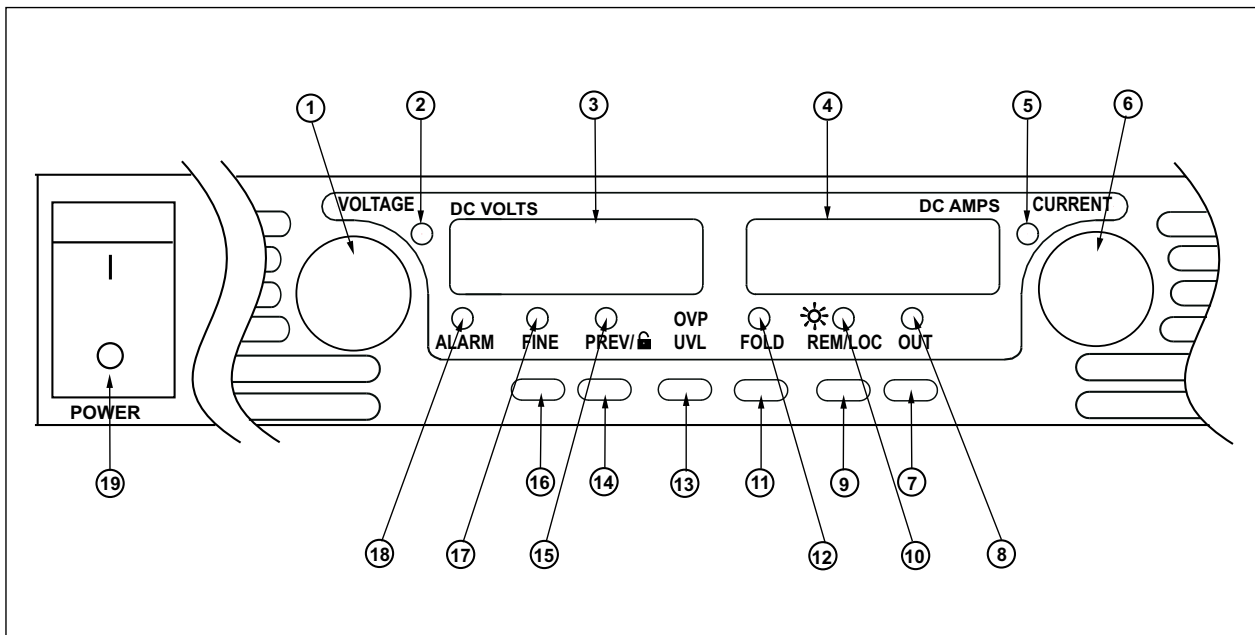 1 2 3 4 5 6
VOLTAGE DC VOLTS DC AMPS CURRENT
I
OVP
ALARM FINE PREV/ UVL FOLD REM/LOC OUT
POWER
19 16 14 13 11 9 7
18 17 15 12 10 8